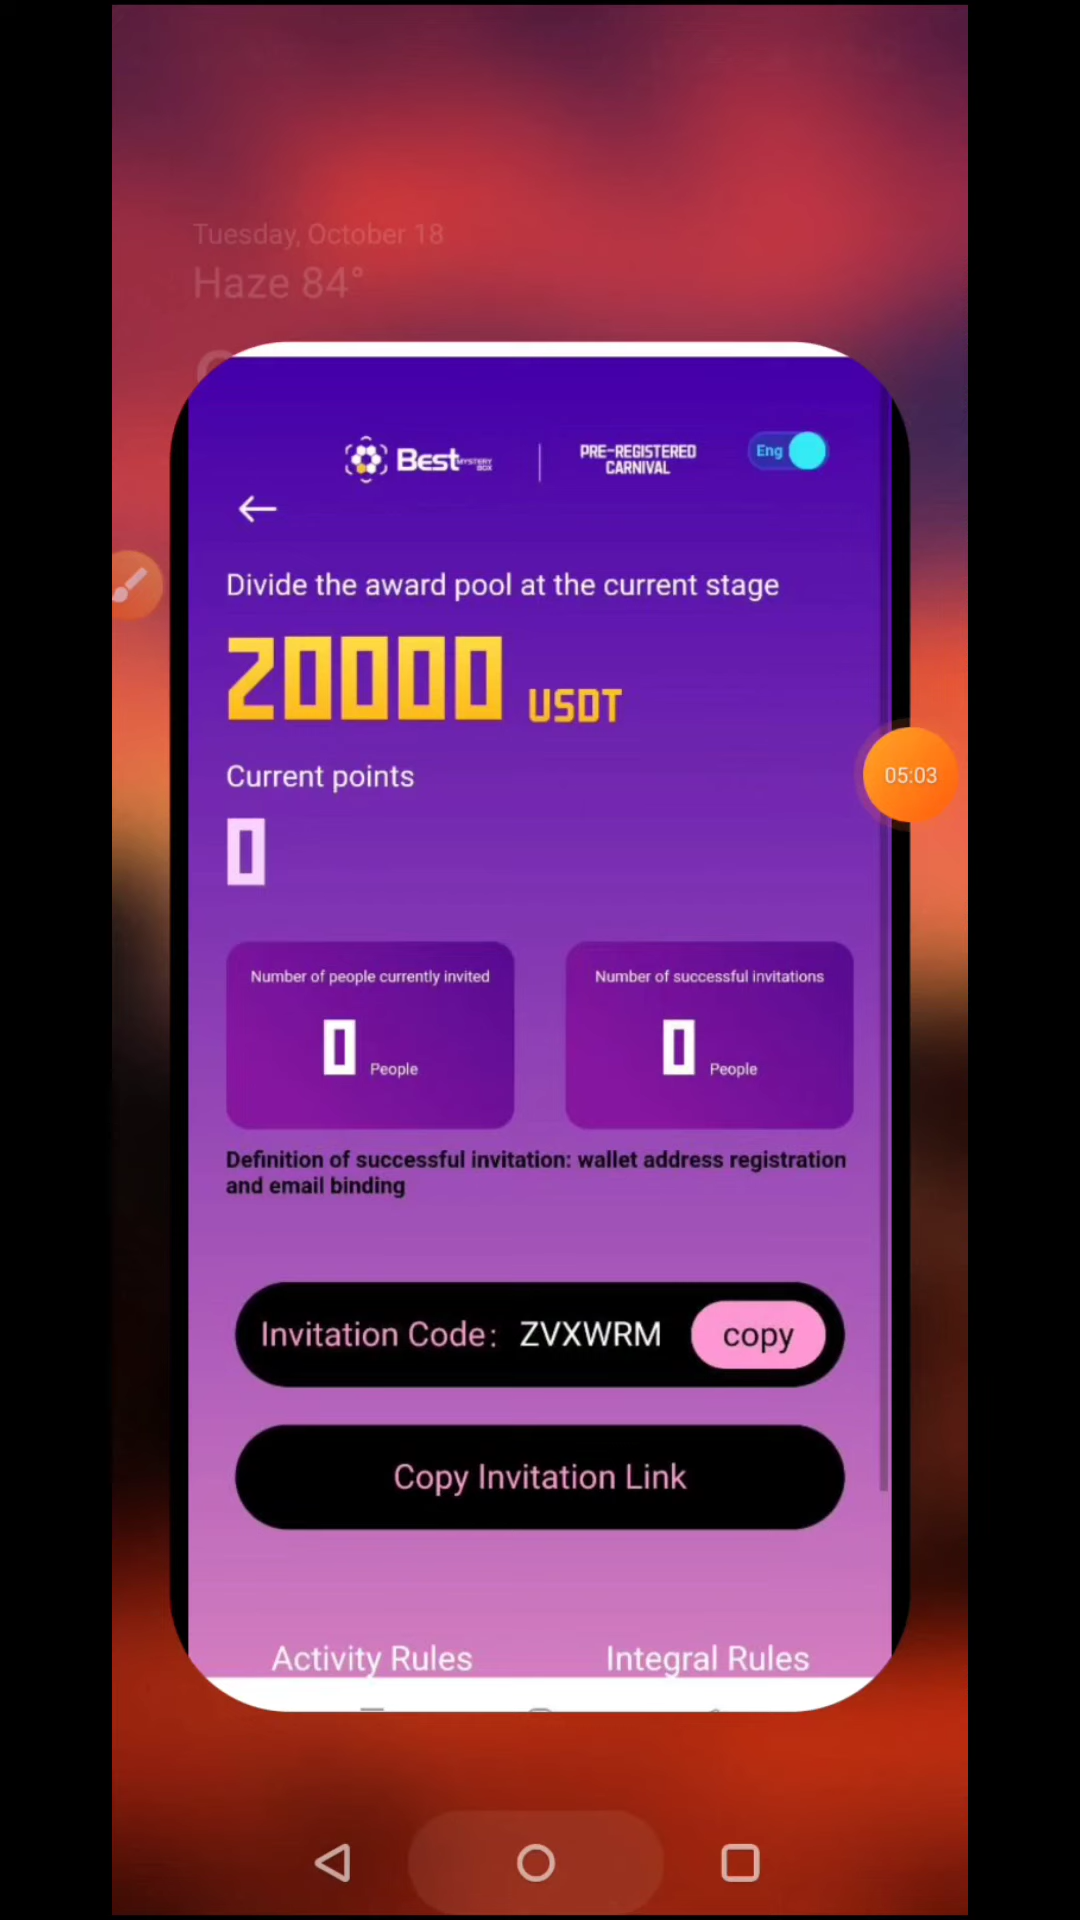 Tuesday, October 18
Haze 84°
Best MYSTERY BOX
PRE-REGISTERED
CARNIVAL
Eng
Divide the award pool at the current stage
20000 USDT
05:03
Current points
0
Number of people currently invited
0 People
Number of successful invitations
0 People
Definition of successful invitation: wallet address registration
and email binding
Invitation Code: ZVXWRM copy
Copy Invitation Link
Activity Rules
Integral Rules